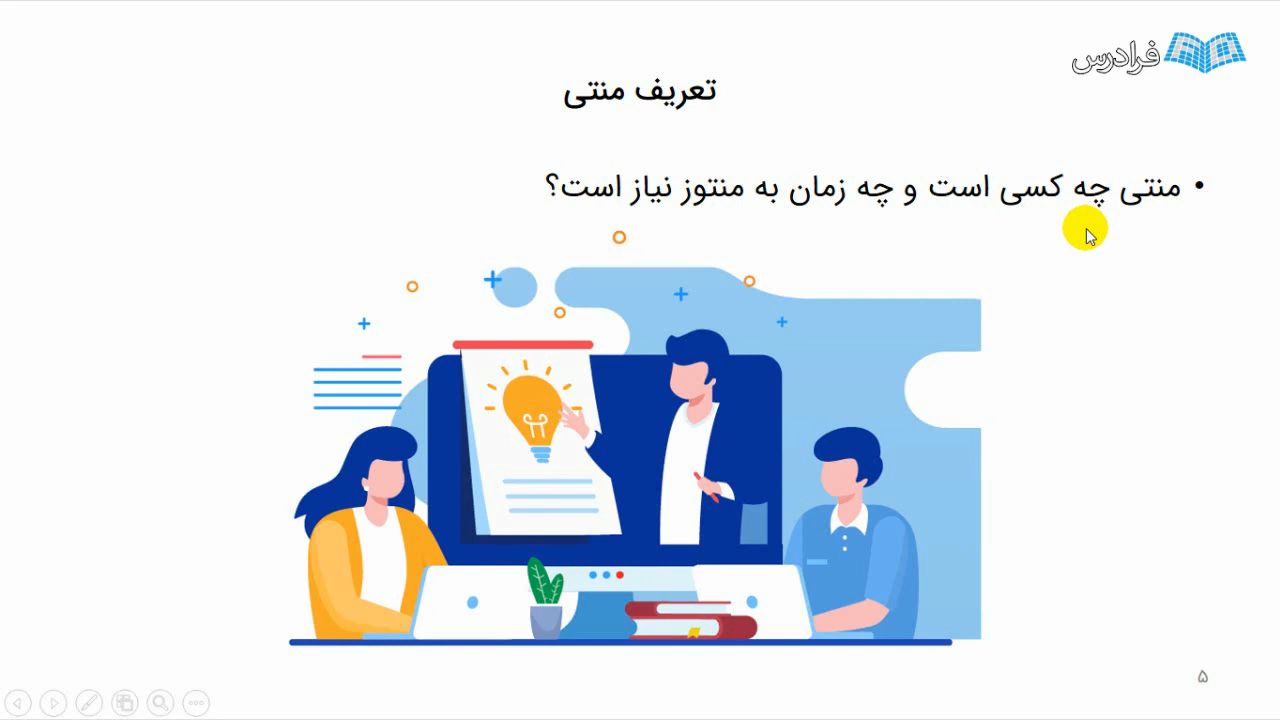 فرادرس
تعریف منتی
• منتی چه کسی است و چه زمان به منتوز نیاز است؟
۵